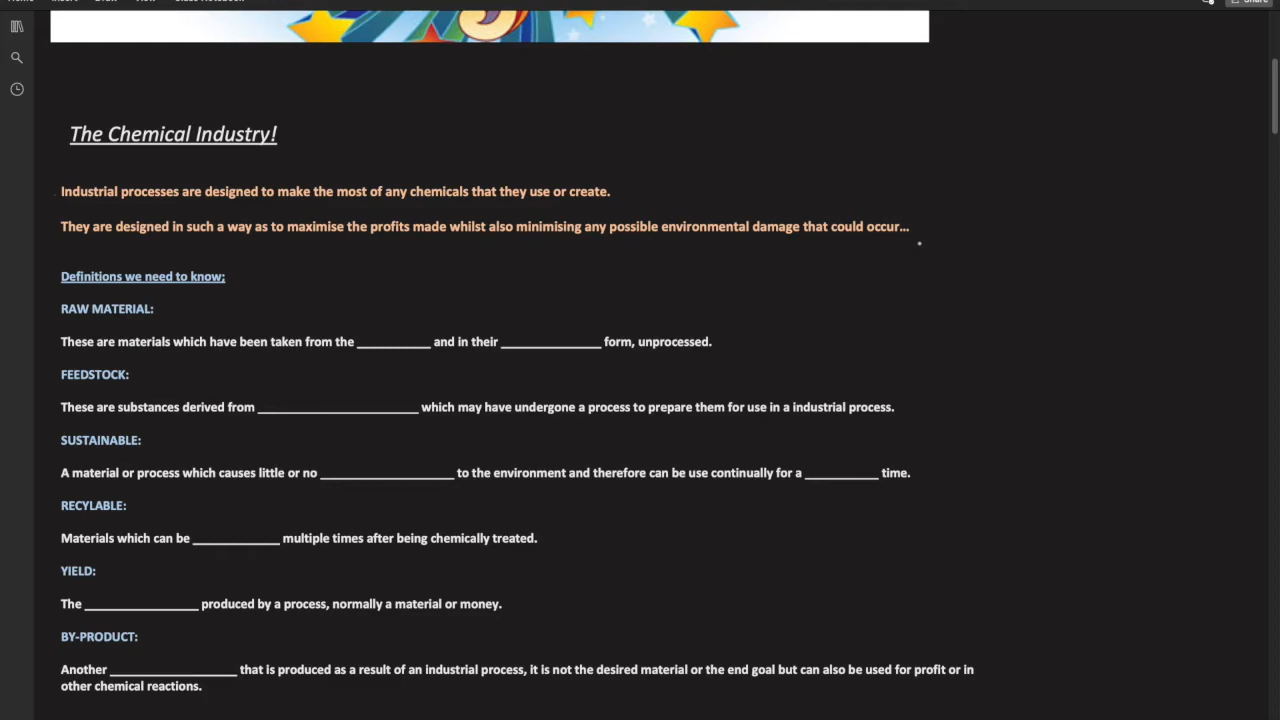 Share
The Chemical Industry!
Industrial processes are designed to make the most of any chemicals that they use or create.
They are designed in such a way as to maximise the profits made whilst also minimising any possible environmental damage that could occur...
Definitions we need to know;
RAW MATERIAL:
These are materials which have been taken from the ___________ and in their _______________ form, unprocessed.
FEEDSTOCK:
These are substances derived from ________________________ which may have undergone a process to prepare them for use in a industrial process.
SUSTAINABLE:
A material or process which causes little or no ____________________ to the environment and therefore can be use continually for a ___________ time.
RECYLABLE:
Materials which can be _____________ multiple times after being chemically treated.
YIELD:
The _________________ produced by a process, normally a material or money.
BY-PRODUCT:
Another ___________________ that is produced as a result of an industrial process, it is not the desired material or the end goal but can also be used for profit or in
other chemical reactions.